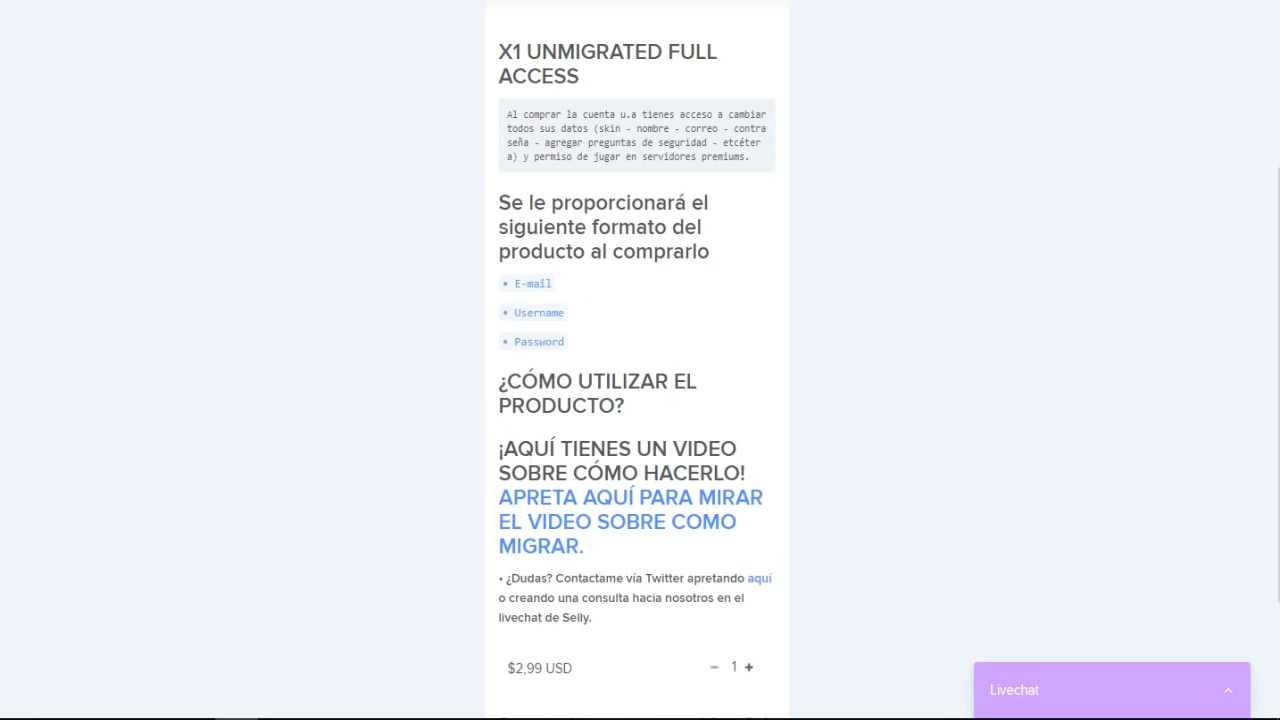 X1 UNMIGRATED FULL
ACCESS
Al comprar la cuenta u.a tienes acceso a cambiar
todos sus datos (skin - nombre - correo - contra
seña - agregar preguntas de seguridad - etcéter
a) y permiso de jugar en servidores premiums.
Se le proporcionará el
siguiente formato del
producto al comprarlo
• E-mail
• Username
• Password
¿CÓMO UTILIZAR EL
PRODUCTO?
¡AQUÍ TIENES UN VIDEO
SOBRE CÓMO HACERLO!
APRETA AQUÍ PARA MIRAR
EL VIDEO SOBRE COMO
MIGRAR.
• ¿Dudas? Contactame vía Twitter apretando aquí
o creando una consulta hacia nosotros en el
livechat de Selly.
$2,99 USD − 1 +
Livechat